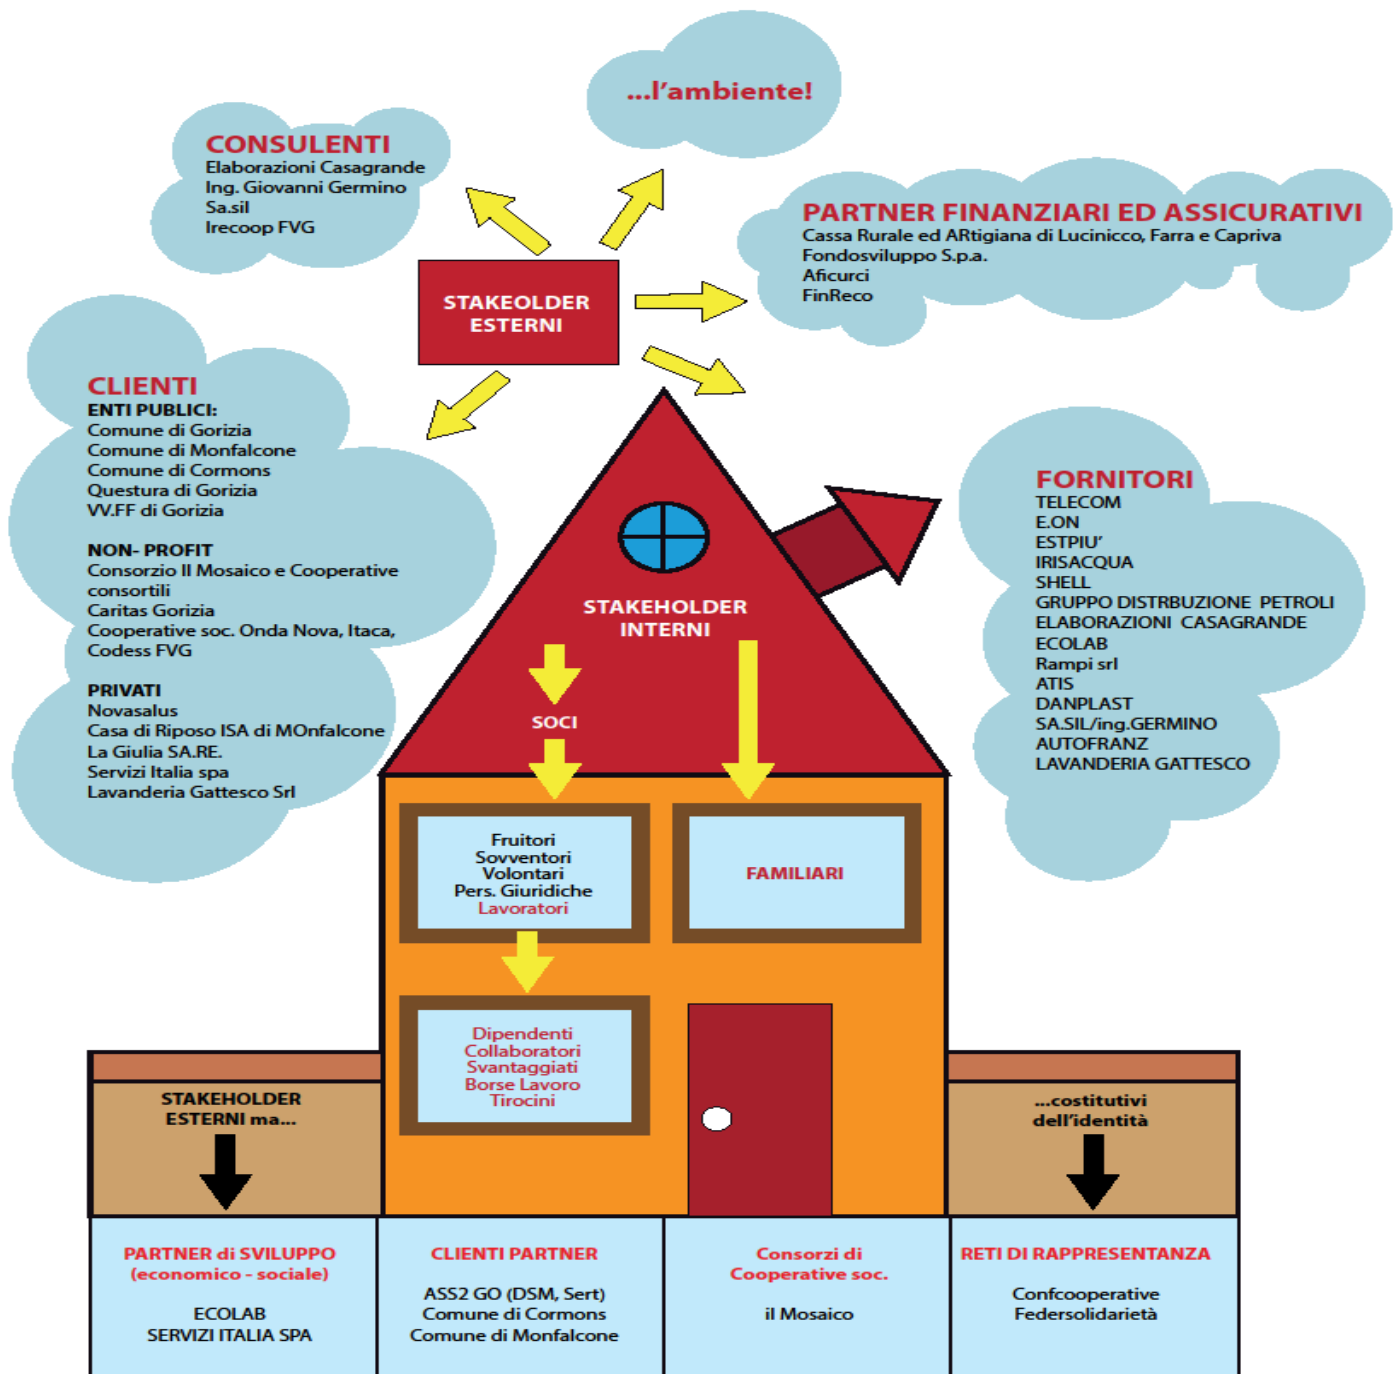 ...l'ambiente!
CONSULENTI
Elaborazioni Casagrande
Ing. Giovanni Germino
Sa.sil
Irecoop FVG
PARTNER FINANZIARI ED ASSICURATIVI
Cassa Rurale ed ARtigiana di Lucinicco, Farra e Capriva
Fondosviluppo S.p.a.
Aficurci
FinReco
STAKEOLDER
ESTERNI
CLIENTI
ENTI PUBLICI:
Comune di Gorizia
Comune di Monfalcone
Comune di Cormons
Questura di Gorizia
VV.FF di Gorizia
NON- PROFIT
Consorzio Il Mosaico e Cooperative
consortili
Caritas Gorizia
Cooperative soc. Onda Nova, Itaca,
Codess FVG
PRIVATI
Novasalus
Casa di Riposo ISA di MOnfalcone
La Giulia SA.RE.
Servizi Italia spa
Lavanderia Gattesco Srl
FORNITORI
TELECOM
E.ON
ESTPIU'
IRISACQUA
SHELL
GRUPPO DISTRBUZIONE PETROLI
ELABORAZIONI CASAGRANDE
ECOLAB
Rampi srl
ATIS
DANPLAST
SA.SIL/ing.GERMINO
AUTOFRANZ
LAVANDERIA GATTESCO
STAKEHOLDER
INTERNI
SOCI
Fruitori
Sovventori
Volontari
Pers. Giuridiche
Lavoratori
FAMILIARI
Dipendenti
Collaboratori
Svantaggiati
Borse Lavoro
Tirocini
STAKEHOLDER
ESTERNI ma...
...costitutivi
dell'identità
PARTNER di SVILUPPO
(economico - sociale)
ECOLAB
SERVIZI ITALIA SPA
CLIENTI PARTNER
ASS2 GO (DSM, Sert)
Comune di Cormons
Comune di Monfalcone
Consorzi di
Cooperative soc.
il Mosaico
RETI DI RAPPRESENTANZA
Confcooperative
Federsolidarietà